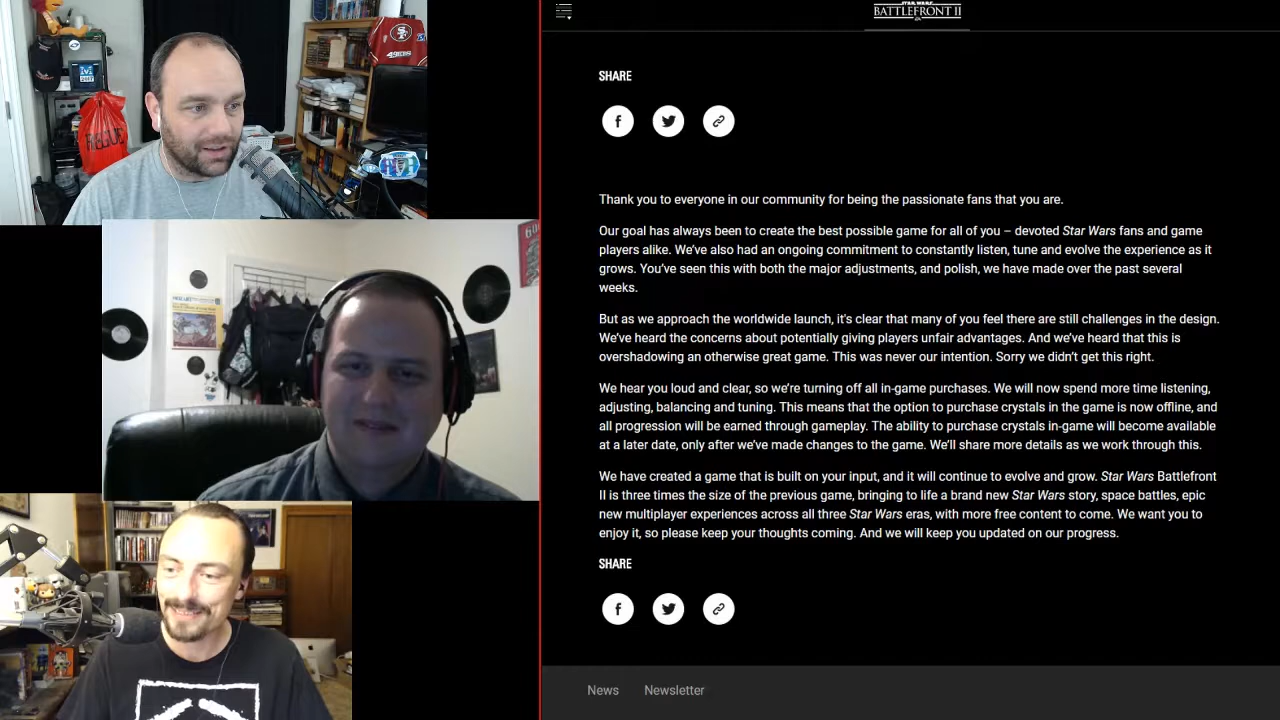 STAR WARS
BATTLEFRONT II
SHARE
Thank you to everyone in our community for being the passionate fans that you are.
Our goal has always been to create the best possible game for all of you – devoted Star Wars fans and game
players alike. We've also had an ongoing commitment to constantly listen, tune and evolve the experience as it
grows. You've seen this with both the major adjustments, and polish, we have made over the past several
weeks.
But as we approach the worldwide launch, it's clear that many of you feel there are still challenges in the design.
We've heard the concerns about potentially giving players unfair advantages. And we've heard that this is
overshadowing an otherwise great game. This was never our intention. Sorry we didn't get this right.
We hear you loud and clear, so we're turning off all in-game purchases. We will now spend more time listening,
adjusting, balancing and tuning. This means that the option to purchase crystals in the game is now offline, and
all progression will be earned through gameplay. The ability to purchase crystals in-game will become available
at a later date, only after we've made changes to the game. We'll share more details as we work through this.
We have created a game that is built on your input, and it will continue to evolve and grow. Star Wars Battlefront
II is three times the size of the previous game, bringing to life a brand new Star Wars story, space battles, epic
new multiplayer experiences across all three Star Wars eras, with more free content to come. We want you to
enjoy it, so please keep your thoughts coming. And we will keep you updated on our progress.
SHARE
News Newsletter
49ERS